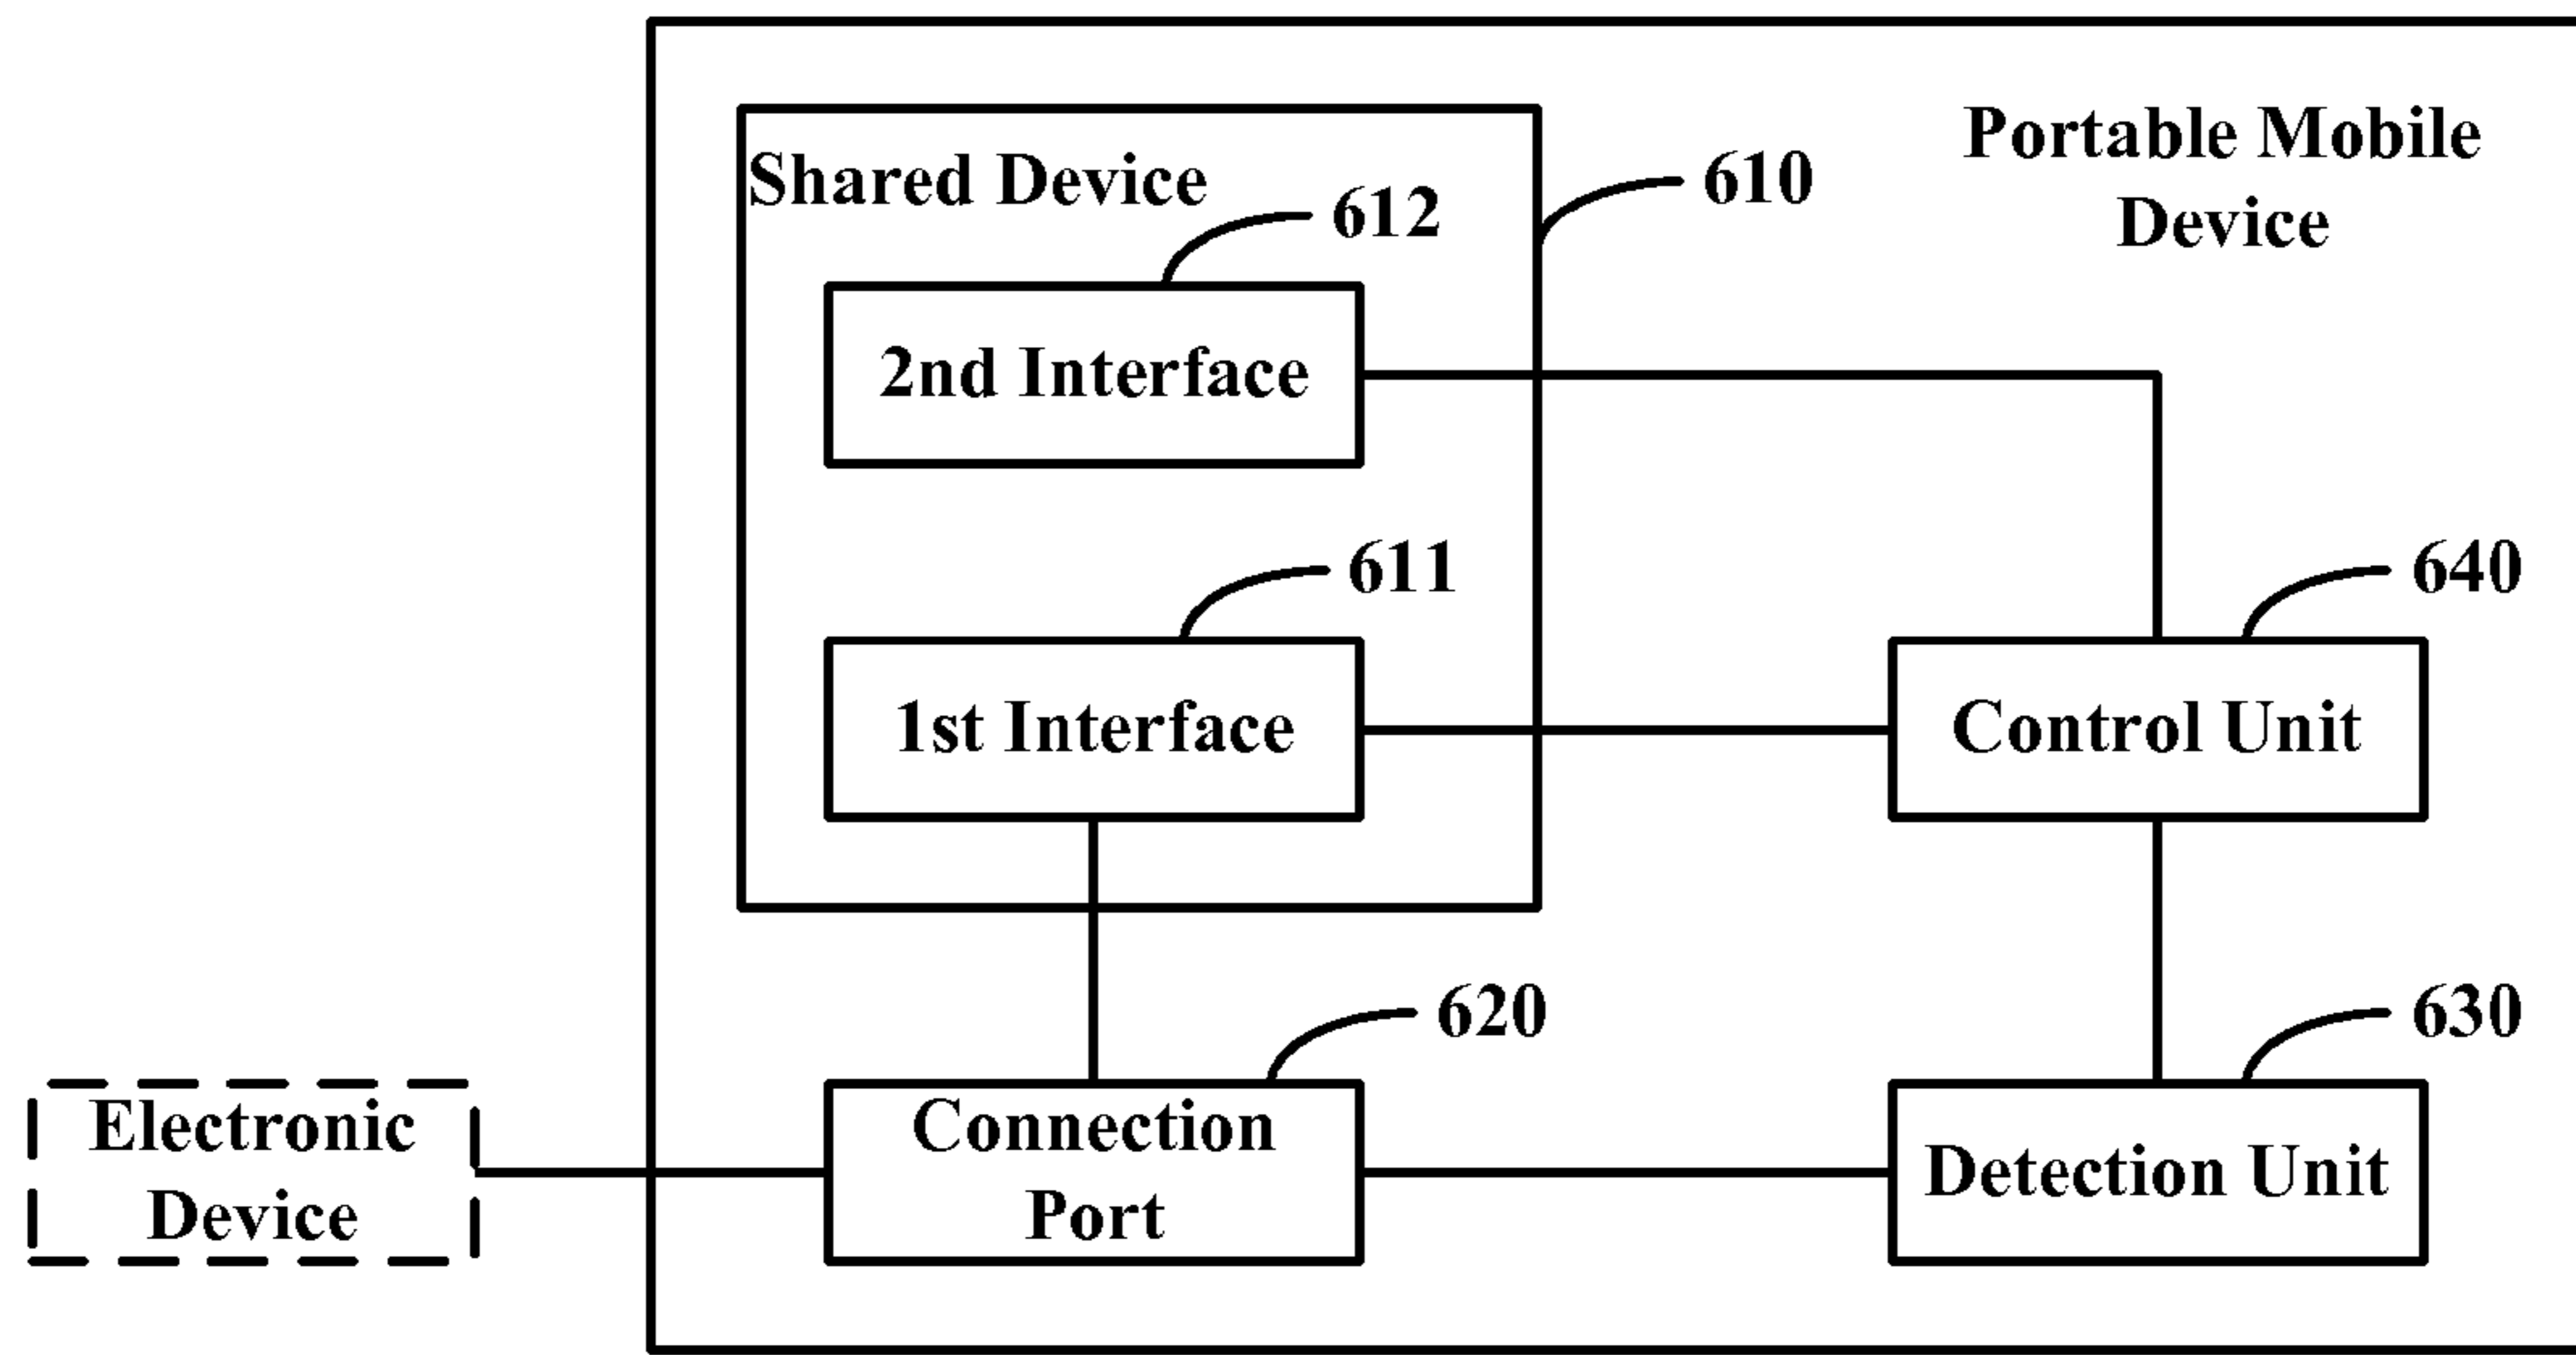 Portable Mobile
Device
Shared Device
610
612
2nd Interface
611
640
1st Interface
Control Unit
620
630
Electronic
Device
Connection
Port
Detection Unit